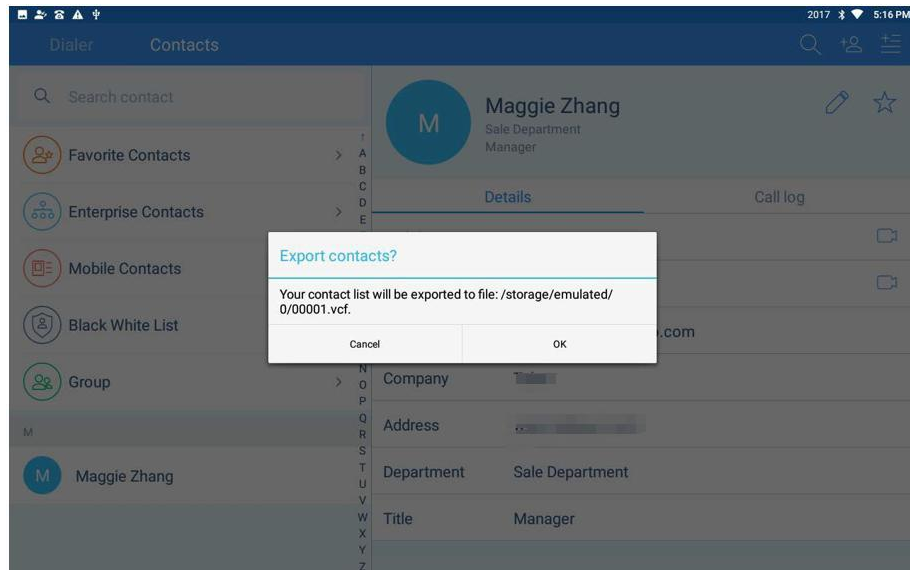 2017 5:16 PM
Dialer Contacts
Search contact
M
Maggie Zhang
Sale Department
Manager
Favorite Contacts
Enterprise Contacts
Mobile Contacts
Black White List
Group
M
M Maggie Zhang
↑
A
B
C
D
E
N
O
P
Q
R
S
T
U
V
W
X
Y
Z
Details Call log
Export contacts?
Your contact list will be exported to file: /storage/emulated/
0/00001.vcf.
Cancel OK
.com
Company
Address
Department Sale Department
Title Manager